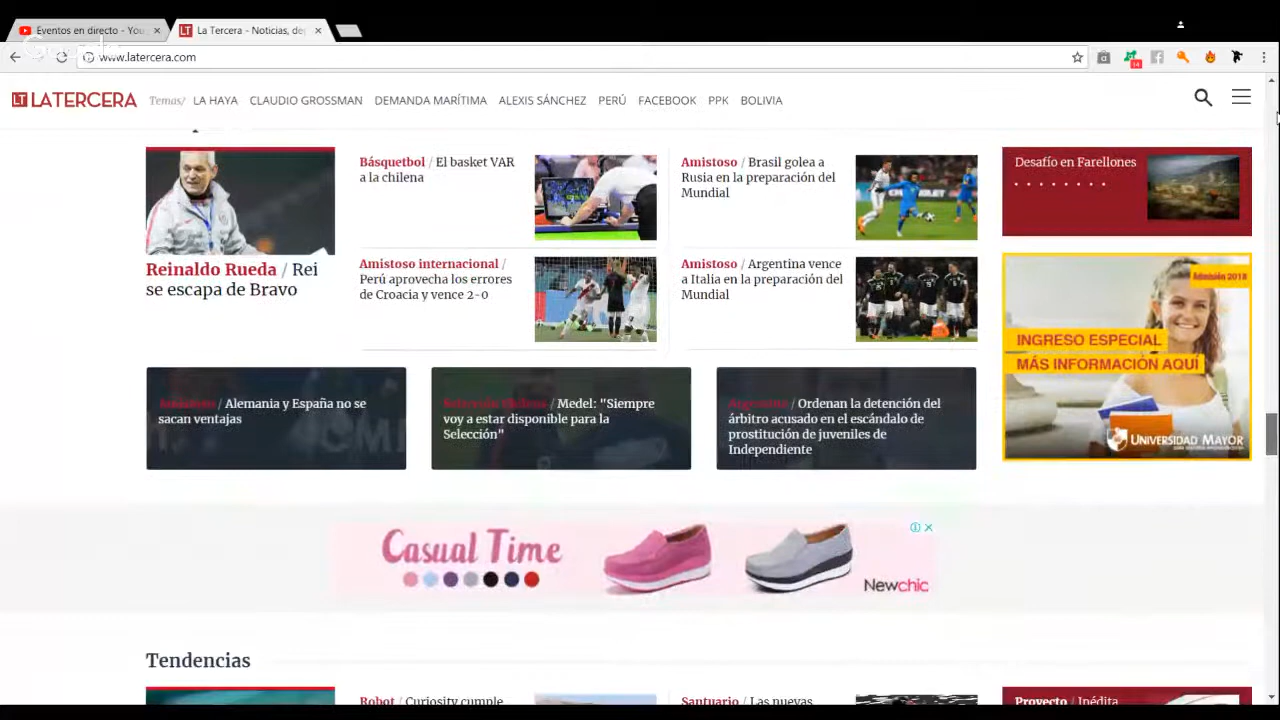 Eventos en directo - You
La Tercera - Noticias, dep
www.latercera.com
14
LT LATERCERA
Temas/ LA HAYA CLAUDIO GROSSMAN DEMANDA MARÍTIMA ALEXIS SÁNCHEZ PERÚ FACEBOOK PPK BOLIVIA
Reinaldo Rueda / Rei
se escapa de Bravo
Básquetbol / El basket VAR
a la chilena
Amistoso internacional /
Perú aprovecha los errores
de Croacia y vence 2-0
Amistoso / Brasil golea a
Rusia en la preparación del
Mundial
Amistoso / Argentina vence
a Italia en la preparación del
Mundial
Desafío en Farellones
Admisión 2018
INGRESO ESPECIAL
MÁS INFORMACIÓN AQUÍ
UNIVERSIDAD MAYOR
Amistoso / Alemania y España no se
sacan ventajas
Selección Chilena / Medel: "Siempre
voy a estar disponible para la
Selección"
Argentina / Ordenan la detención del
árbitro acusado en el escándalo de
prostitución de juveniles de
Independiente
Casual Time
Newchic
Tendencias
Robot / Curiosity cumple
Santuario / Las nuevas
Proyecto / Inédita